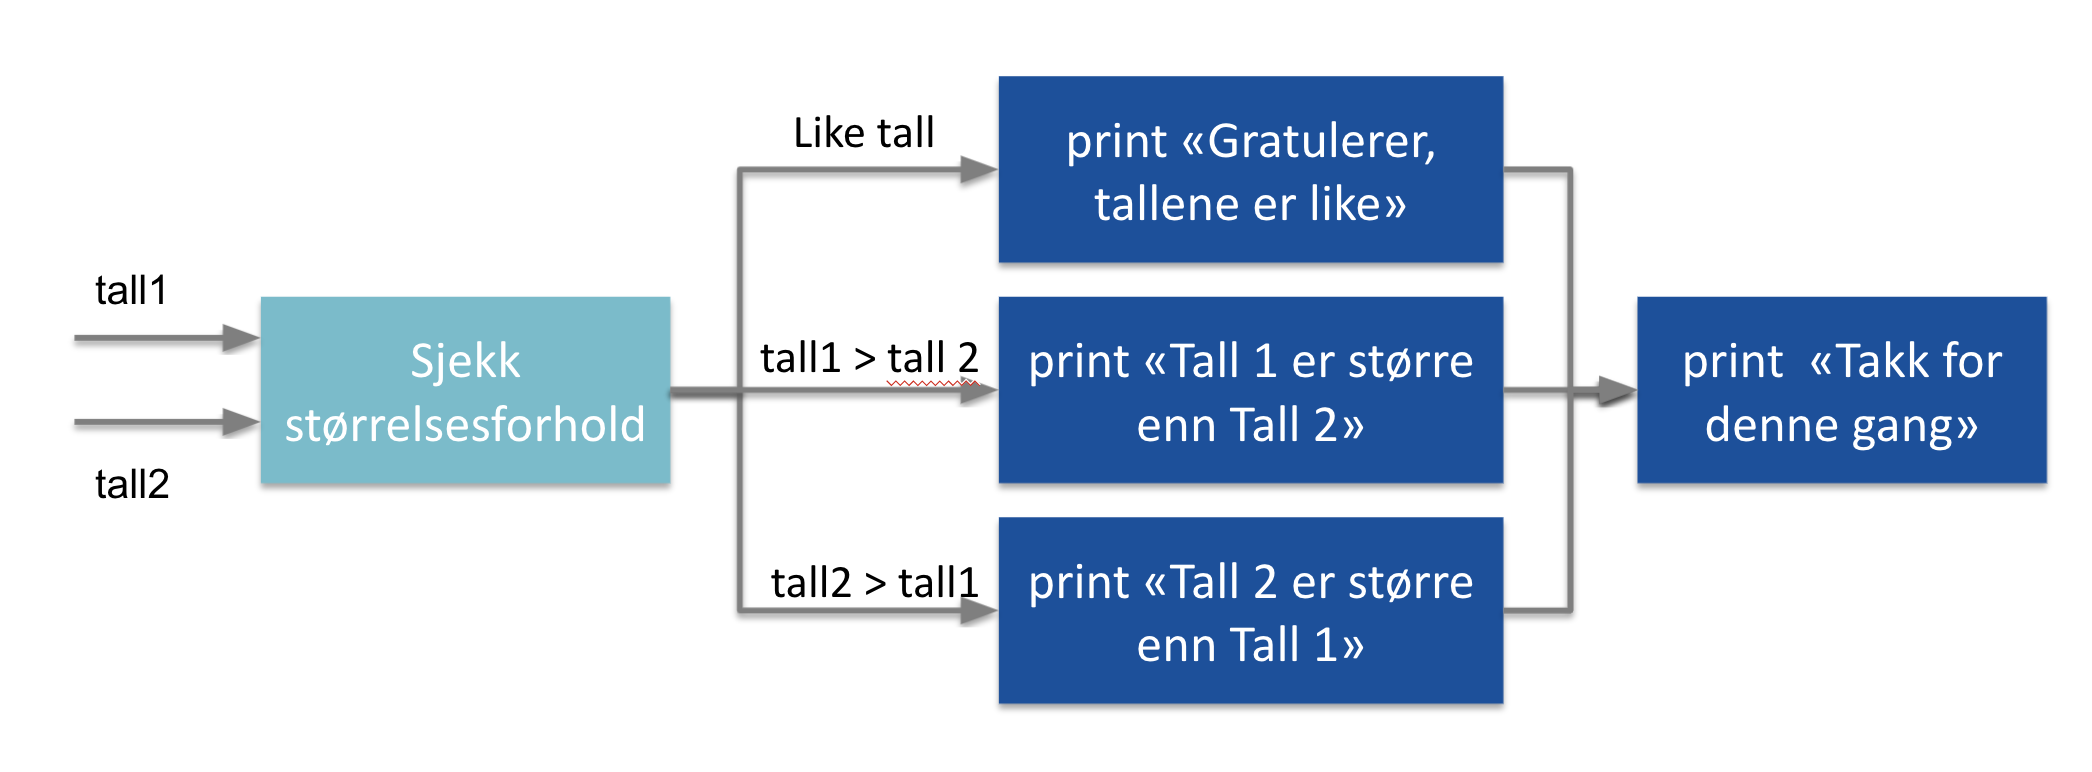 tall1
tall2
Sjekk
størrelsesforhold
Like tall
tall1 > tall 2
tall2 > tall1
print «Gratulerer,
tallene er like»
print «Tall 1 er større
enn Tall 2»
print «Tall 2 er større
enn Tall 1»
print  «Takk for
denne gang»